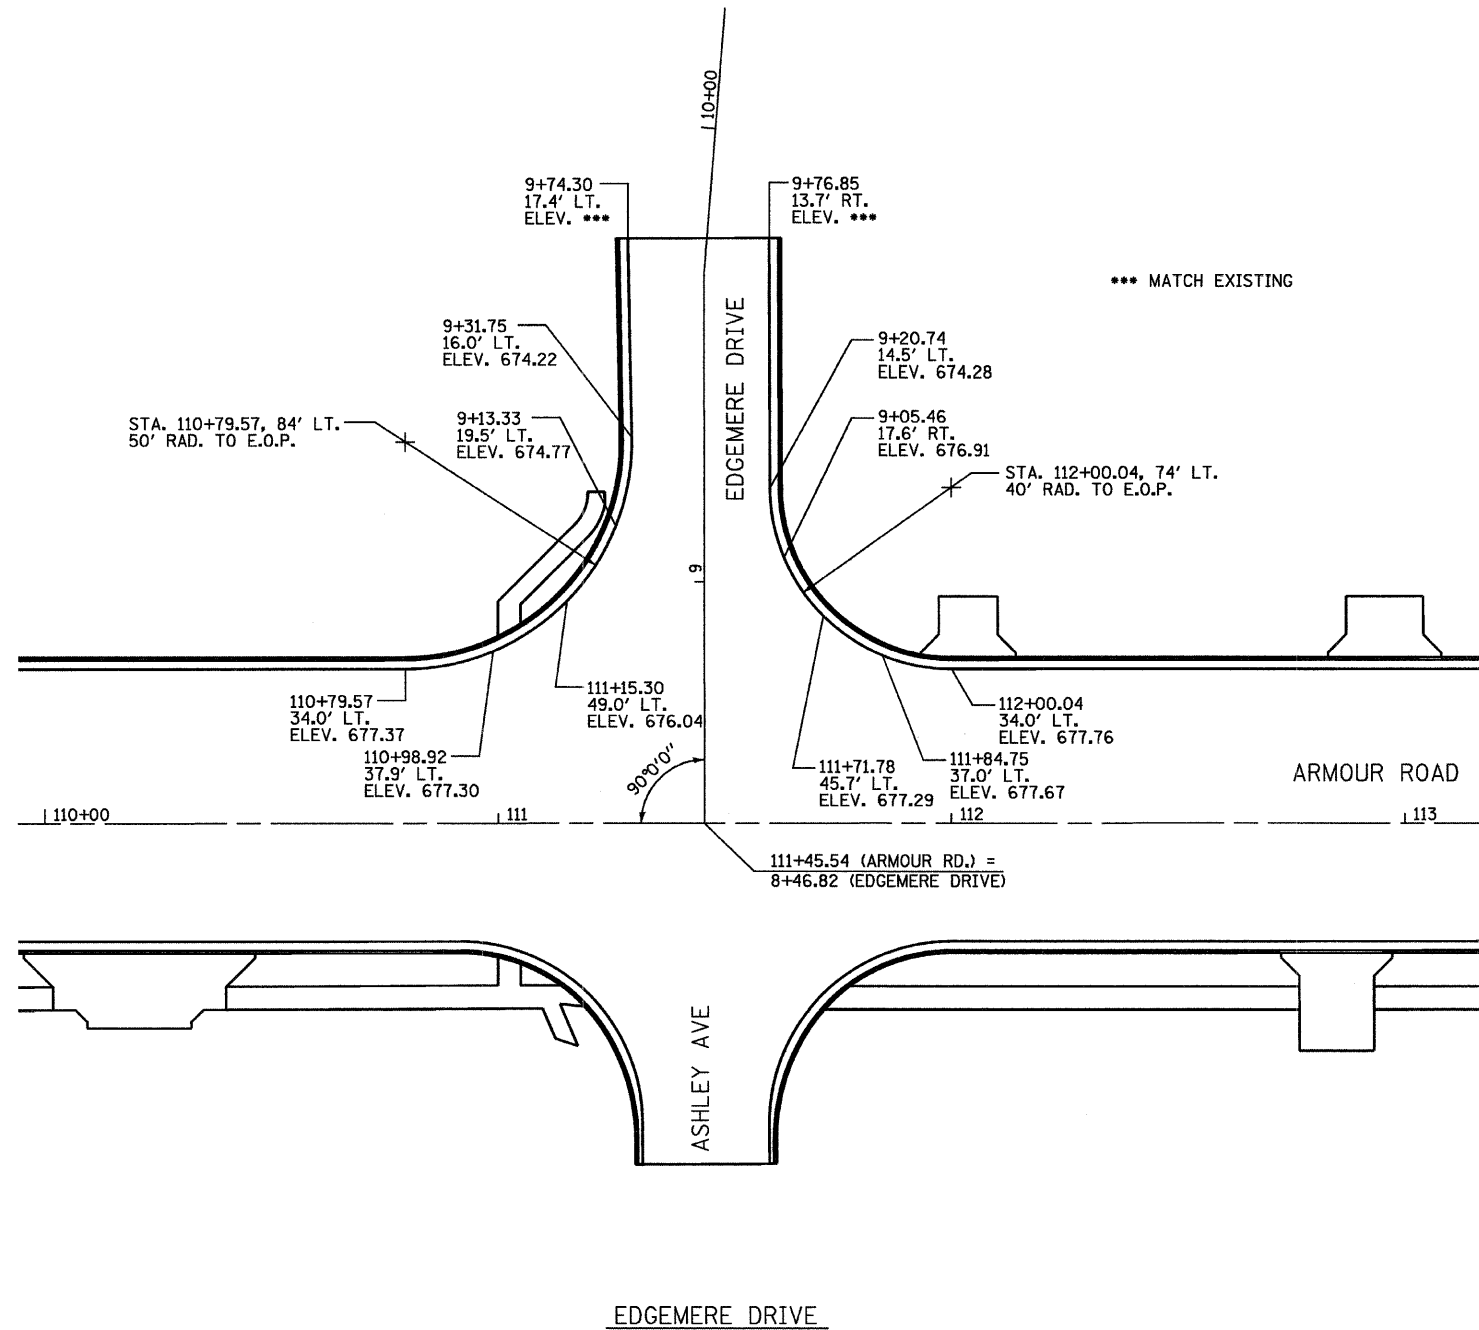 10+00
9+74.30
17.4' LT.
ELEV. ***
9+76.85
13.7' RT.
ELEV. ***
*** MATCH EXISTING
9+31.75
16.0' LT.
ELEV. 674.22
EDGEMERE DRIVE
9+20.74
14.5' LT.
ELEV. 674.28
STA. 110+79.57, 84' LT.
50' RAD. TO E.O.P.
9+13.33
19.5' LT.
ELEV. 674.77
9+05.46
17.6' RT.
ELEV. 676.91
STA. 112+00.04, 74' LT.
40' RAD. TO E.O.P.
9
110+79.57
34.0' LT.
ELEV. 677.37
111+15.30
49.0' LT.
ELEV. 676.04
112+00.04
34.0' LT.
ELEV. 677.76
110+98.92
37.9' LT.
ELEV. 677.30
90°0'0"
111+71.78
45.7' LT.
ELEV. 677.29
111+84.75
37.0' LT.
ELEV. 677.67
ARMOUR ROAD
110+00
111
112
113
111+45.54 (ARMOUR RD.) =
8+46.82 (EDGEMERE DRIVE)
ASHLEY AVE
EDGEMERE DRIVE